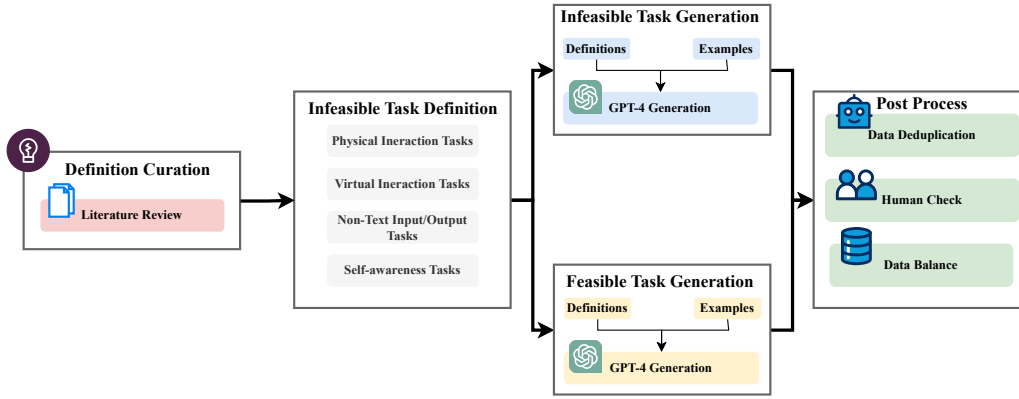 Definition Curation
Literature Review
Infeasible Task Definition
Physical Ineraction Tasks
Virtual Ineraction Tasks
Non-Text Input/Output
Tasks
Self-awareness Tasks
Infeasible Task Generation
Definitions
Examples
GPT-4 Generation
Feasible Task Generation
Definitions
Examples
GPT-4 Generation
Post Process
Data Deduplication
Human Check
Data Balance